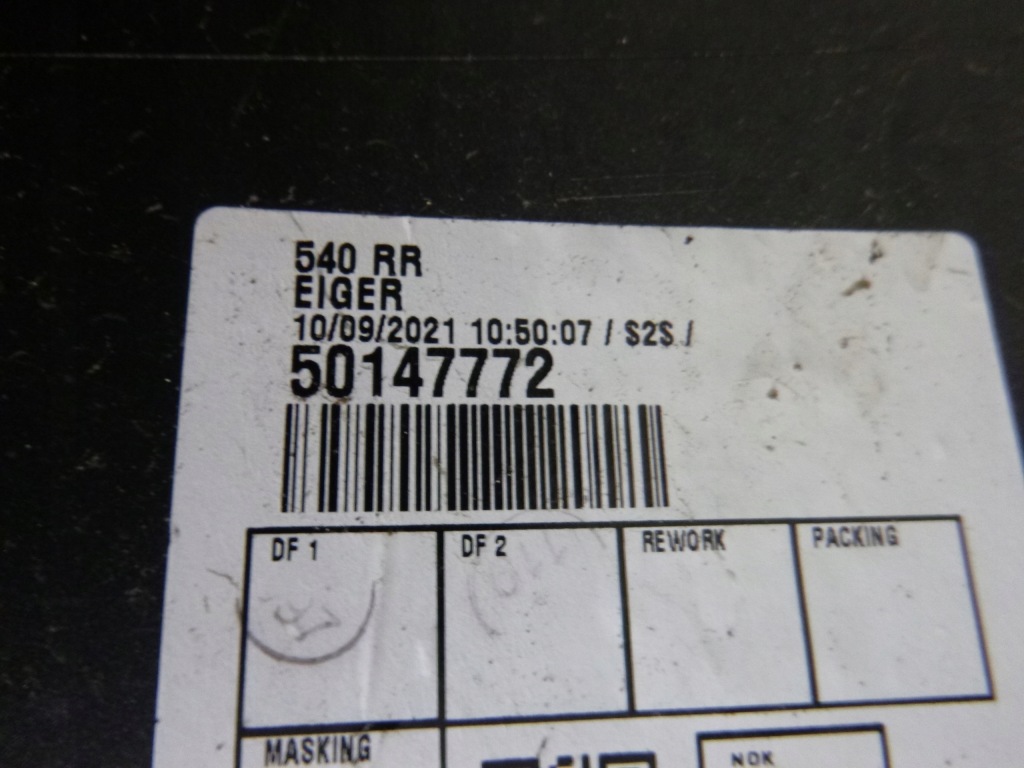 540 RR
EIGER
10/09/2021 10:50:07 / S2S /
50147772
DF 1
DF 2
REWORK
PACKING
MASKING
NOK